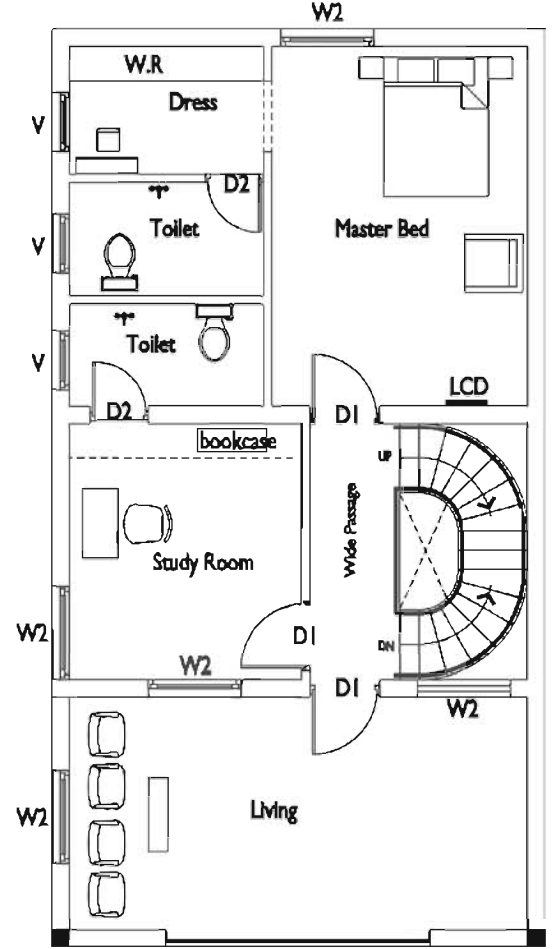 W2
W.R
Dress
V
D2
Toilet
V
Master Bed
Toilet
V
LCD
D2
D1
bookcase
UP
Wide Passage
Study Room
W2
D1
DN
W2
D1
W2
Living
W2